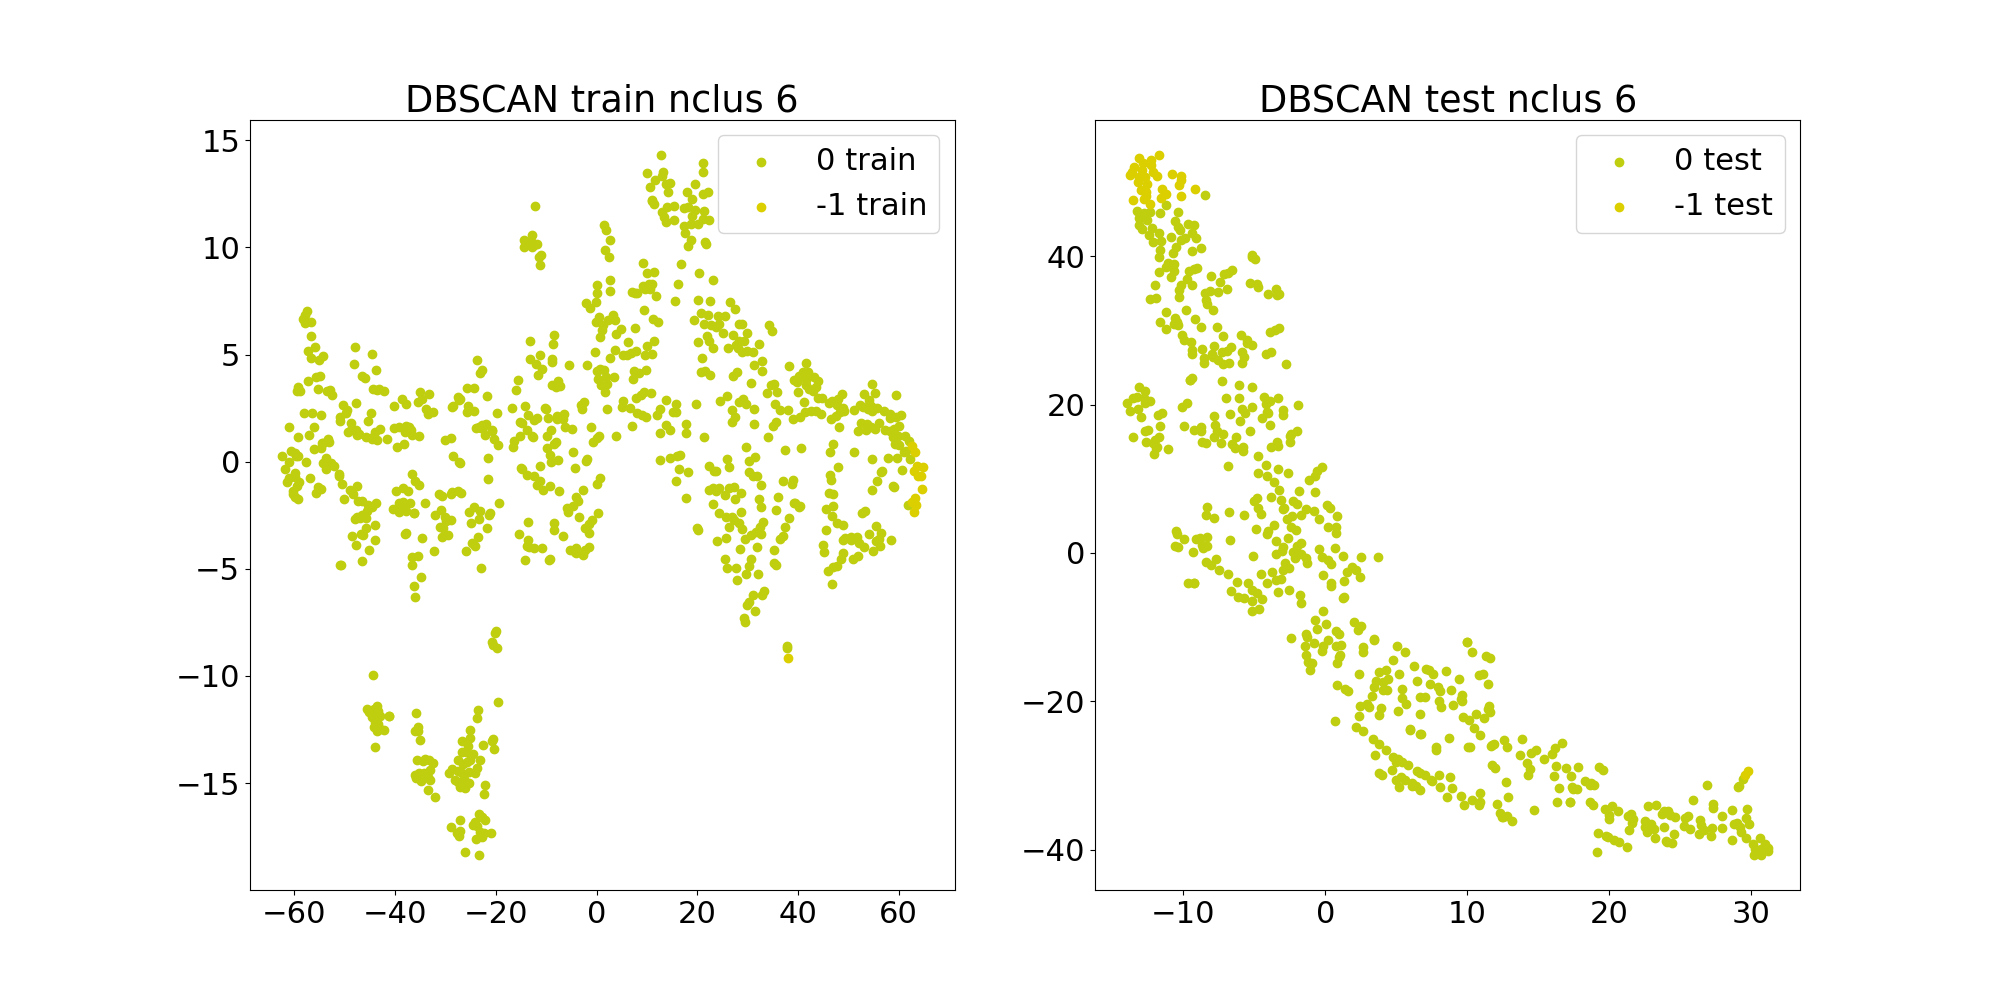 DBSCAN train nclus 6
15
10
5
0
−5
−10
−15
−60 −40 −20 0 20 40 60
0 train
-1 train
DBSCAN test nclus 6
40
20
0
−20
−40
−10 0 10 20 30
0 test
-1 test